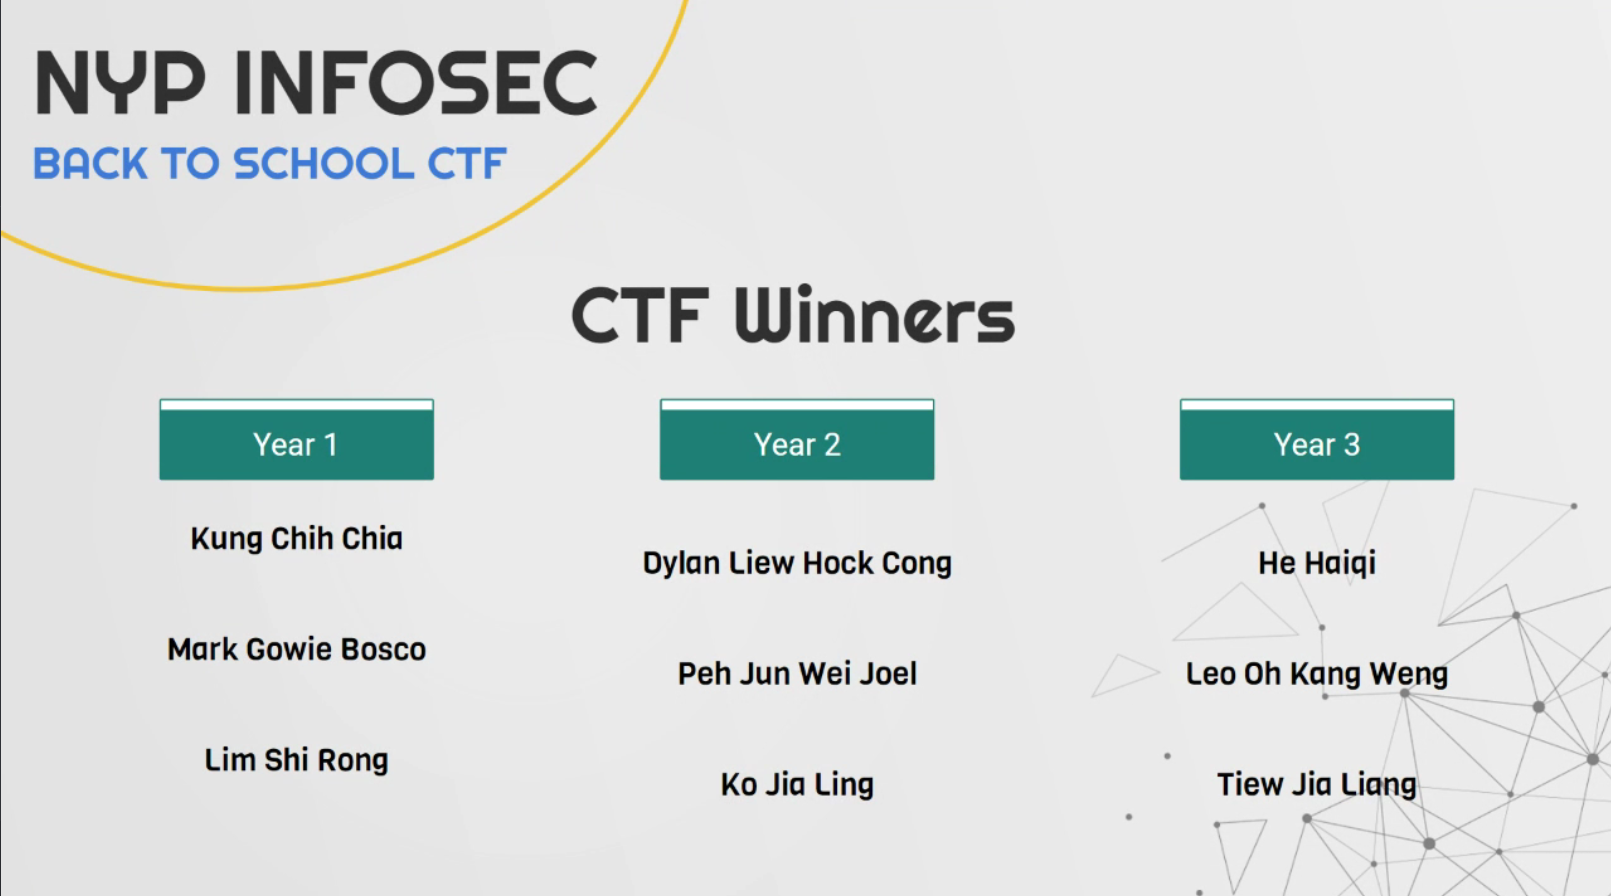 NYP INFOSEC
BACK TO SCHOOL CTF
CTF Winners
Year 1
Kung Chih Chia
Mark Gowie Bosco
Lim Shi Rong
Year 2
Dylan Liew Hock Cong
Peh Jun Wei Joel
Ko Jia Ling
Year 3
He Haiqi
Leo Oh Kang Weng
Tiew Jia Liang